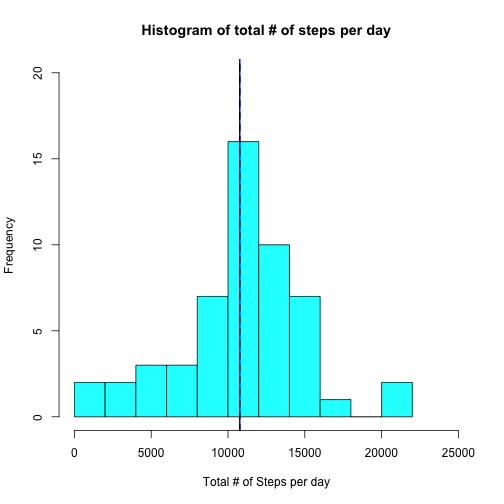 Histogram of total # of steps per day
Frequency
20
15
10
5
0
0 5000 10000 15000 20000 25000
Total # of Steps per day